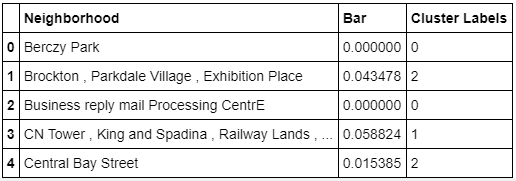 Neighborhood Bar Cluster Labels
0 Berczy Park 0.000000 0
1 Brockton , Parkdale Village , Exhibition Place 0.043478 2
2 Business reply mail Processing CentrE 0.000000 0
3 CN Tower , King and Spadina , Railway Lands , ... 0.058824 1
4 Central Bay Street 0.015385 2